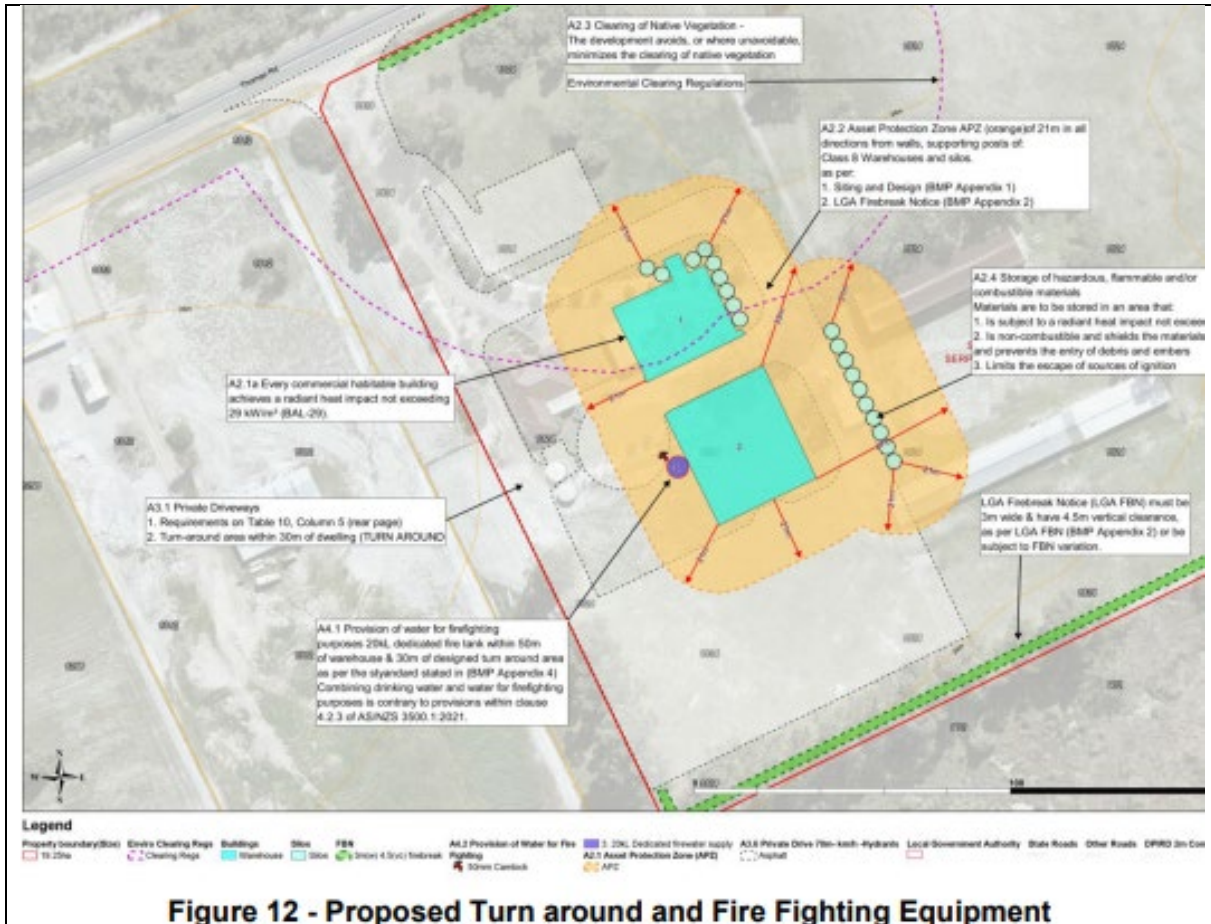 A2.3 Clearing of Native Vegetation -
The development avoids, or where unavoidable,
minimizes the clearing of native vegetation
Environmental Clearing Regulations
A2.2 Asset Protection Zone APZ (orange)of 21m in all
directions from walls, supporting posts of:
Class 8 Warehouses and silos.
as per:
1. Siting and Design (BMP Appendix 1)
2. LGA Firebreak Notice (BMP Appendix 2)
A2.4 Storage of hazardous, flammable and/or
combustible materials
Materials are to be stored in an area that:
1. Is subject to a radiant heat impact not excee
2. Is non-combustible and shields the materials
and prevents the entry of debris and embers
3. Limits the escape of sources of ignition
SERP
A2.1a Every commercial habitable building
achieves a radiant heat impact not exceeding
29 kW/m² (BAL-29).
1
2
A3.1 Private Driveways
1. Requirements on Table 10, Column 5 (rear page)
2. Turn-around area within 30m of dwelling (TURN AROUND
LGA Firebreak Notice (LGA FBN) must be
3m wide & have 4.5m vertical clearance,
as per LGA FBN (BMP Appendix 2) or be
subject to FBN variation.
A4.1 Provision of water for firefighting
purposes 20kL dedicated fire tank within 50m
of warehouse & 30m of designed turn around area
as per the styandard stated in (BMP Appendix 4)
Combining drinking water and water for firefighting
purposes is contrary to provisions within clause
4.2.3 of AS/NZS 3500.1:2021.
N
W E
S
0 100
Legend
Enviro Clearing Regs Buildings Silos FBN A4.2 Provision of Water for Fire 20kL Dedicated firewater supply Local Government Authority State Roads Other Roads
Clearing Regs Warehouse Silos Fighting A2.1 Asset Protection Zone (APZ) Asphalt
50mm Camlock APZ
Figure 12 - Proposed Turn around and Fire Fighting Equipment